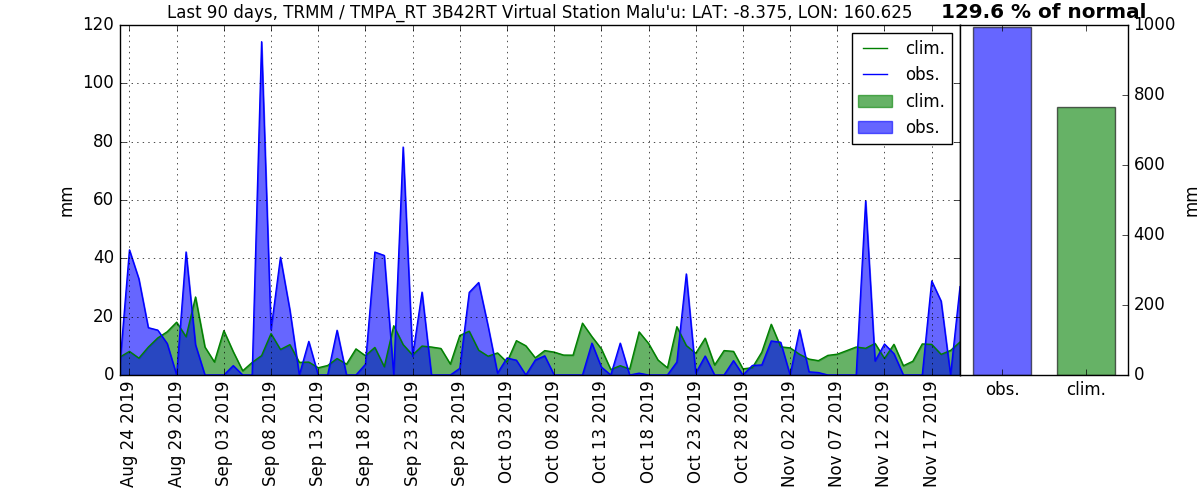 Last 90 days, TRMM / TMPA_RT 3B42RT Virtual Station Malu'u: LAT: -8.375, LON: 160.625
129.6 % of normal
120
100
80
60
40
20
0
mm
clim.
obs.
clim.
obs.
1000
800
600
400
200
0
mm
obs.
clim.
Aug 24 2019
Aug 29 2019
Sep 03 2019
Sep 08 2019
Sep 13 2019
Sep 18 2019
Sep 23 2019
Sep 28 2019
Oct 03 2019
Oct 08 2019
Oct 13 2019
Oct 18 2019
Oct 23 2019
Oct 28 2019
Nov 02 2019
Nov 07 2019
Nov 12 2019
Nov 17 2019